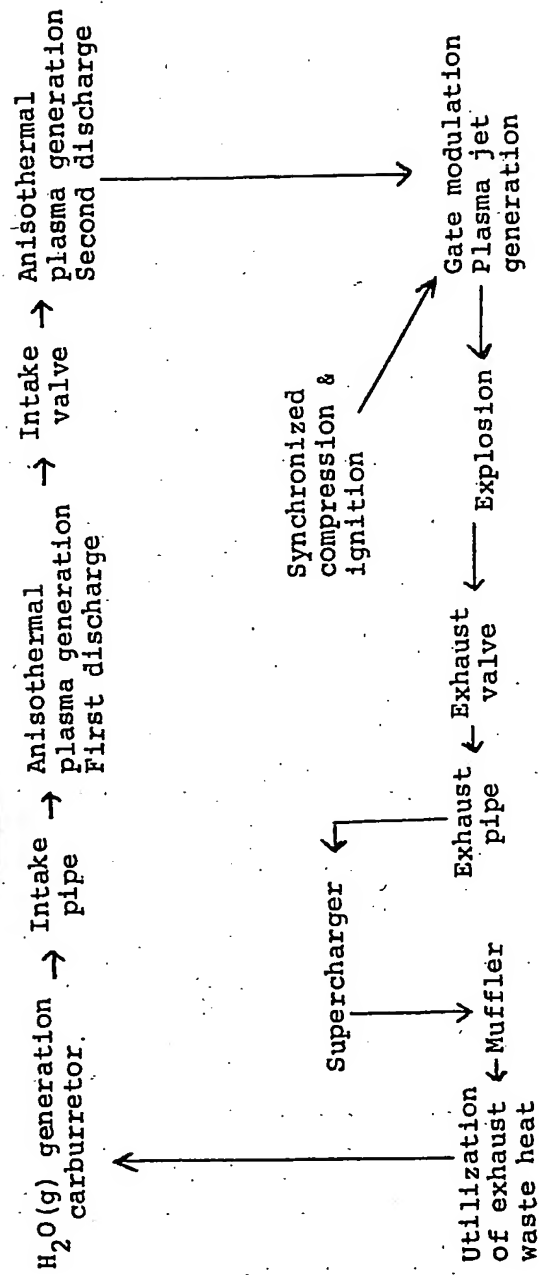 H₂O(g) generation
carburretor.
→ Intake
pipe
→ Anisothermal
plasma generation
First discharge
→ Intake
valve
→ Anisothermal
plasma generation
Second discharge
Synchronized
compression &
ignition
Gate modulation
Plasma jet
generation
Explosion
Exhaust
valve
Exhaust
pipe
Supercharger
Muffler
Utilization
of exhaust
waste heat